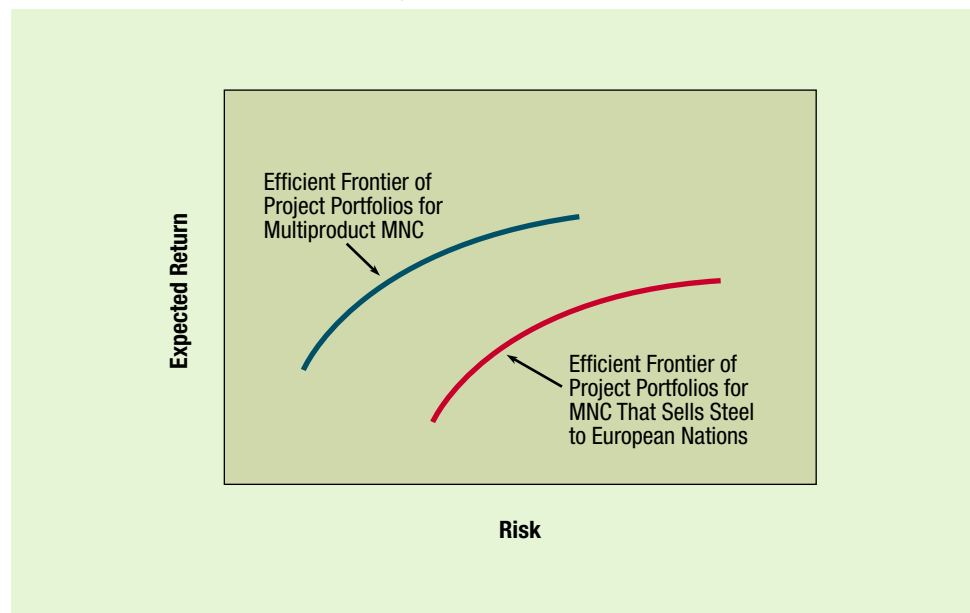 Efficient Frontier of
Project Portfolios for
Multiproduct MNC
Expected Return
Efficient Frontier of
Project Portfolios for
MNC That Sells Steel
to European Nations
Risk